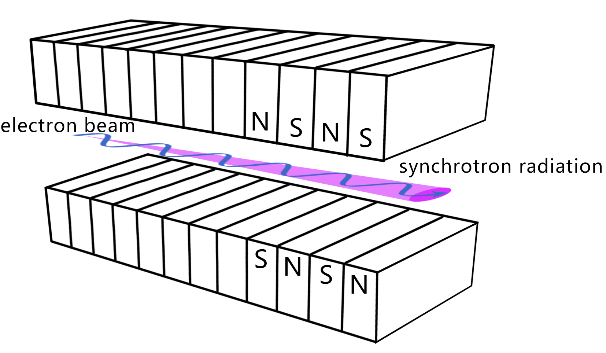 N S N S
electron beam
synchrotron radiation
S N S N